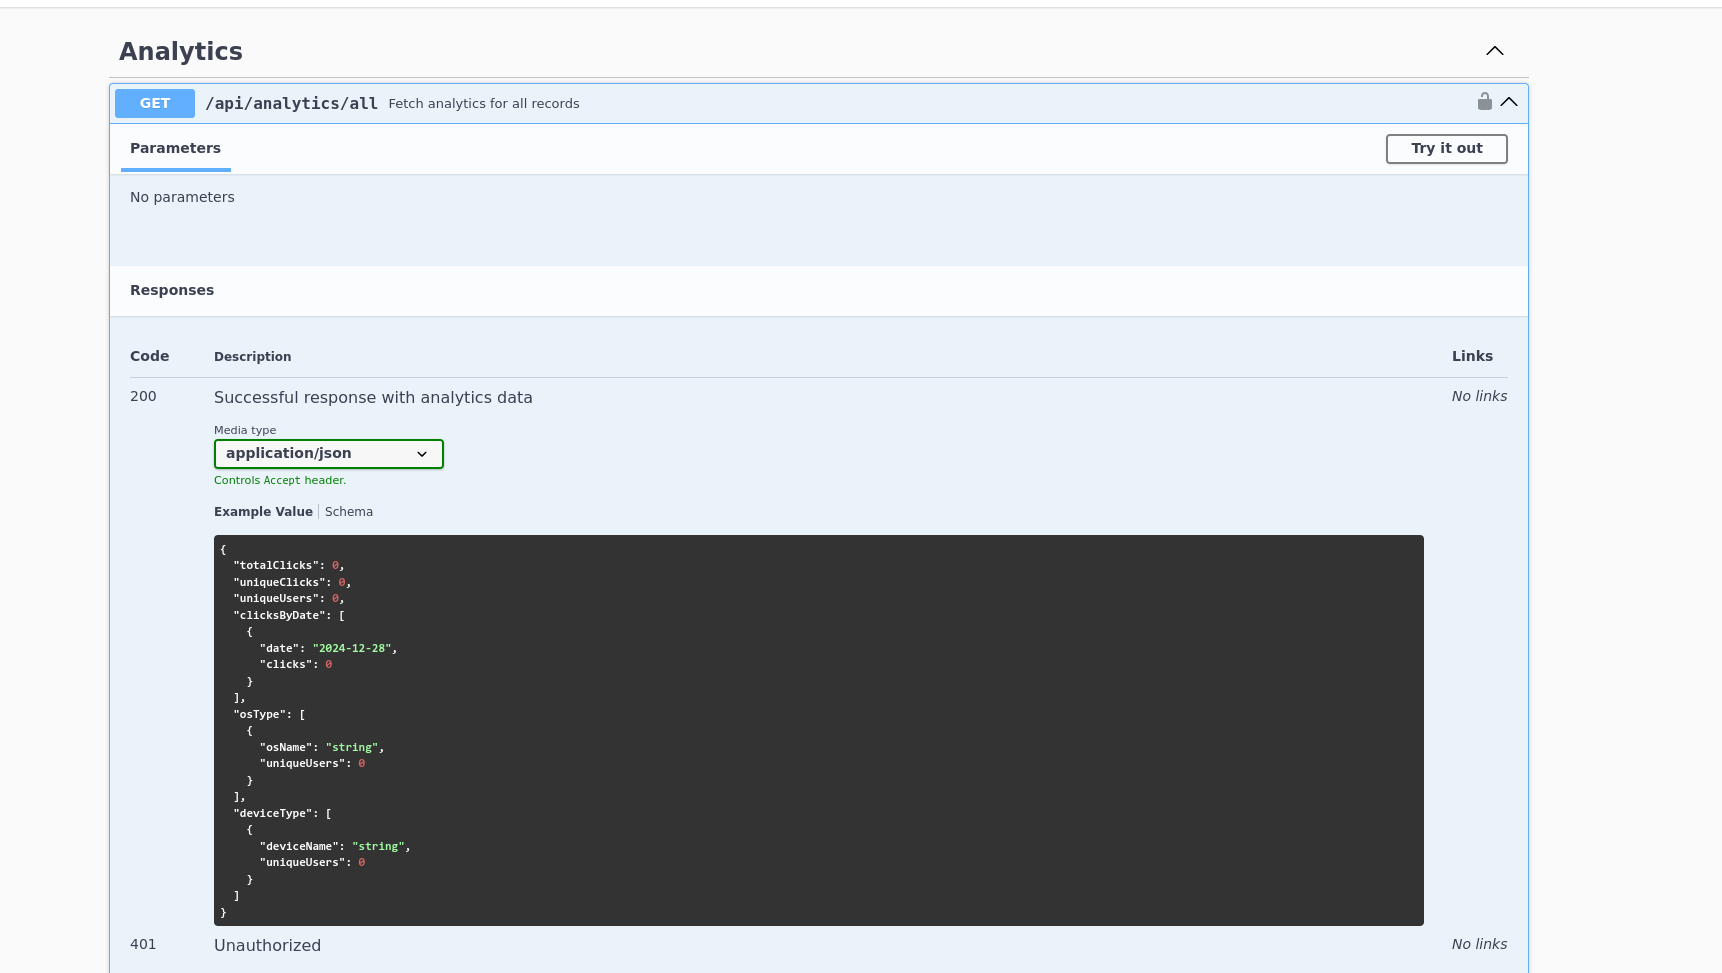 Analytics
GET /api/analytics/all Fetch analytics for all records
Parameters Try it out
No parameters
Responses
Code Description Links
200 Successful response with analytics data No links
Media type
application/json
Controls Accept header.
Example Value Schema
{
  "totalClicks": 0,
  "uniqueClicks": 0,
  "uniqueUsers": 0,
  "clicksByDate": [
    {
      "date": "2024-12-28",
      "clicks": 0
    }
  ],
  "osType": [
    {
      "osName": "string",
      "uniqueUsers": 0
    }
  ],
  "deviceType": [
    {
      "deviceName": "string",
      "uniqueUsers": 0
    }
  ]
}
401 Unauthorized No links